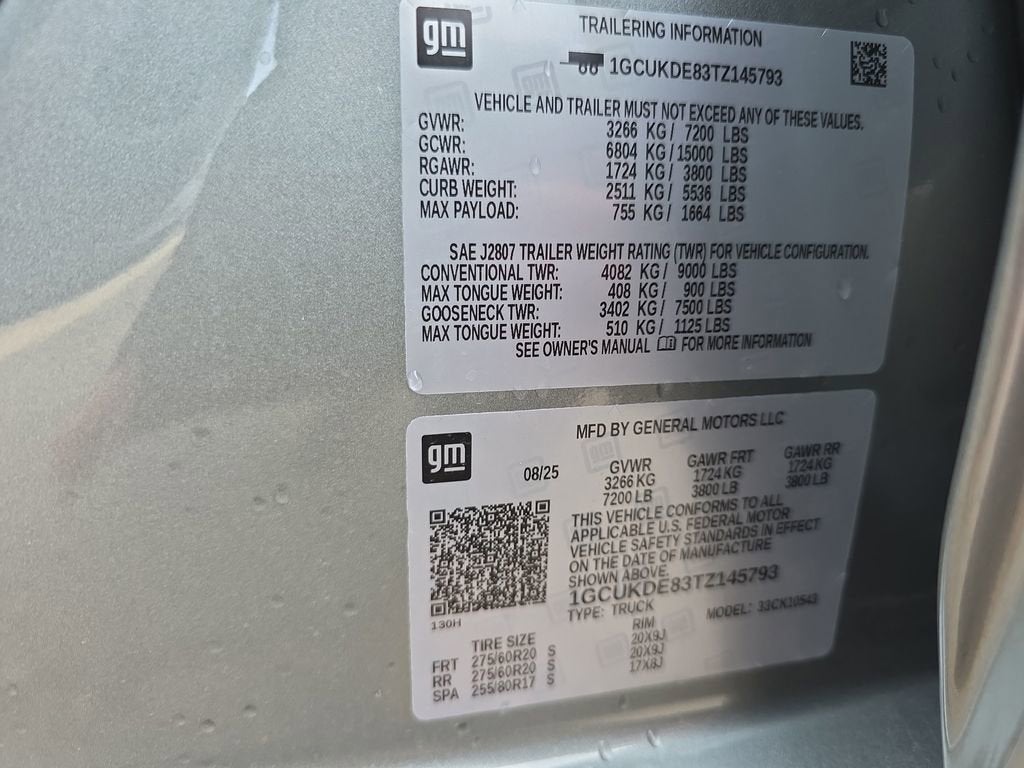 gm
TRAILERING INFORMATION
1GCUKDE83TZ145793
VEHICLE AND TRAILER MUST NOT EXCEED ANY OF THESE VALUES.
GVWR: 3266 KG / 7200 LBS
GCWR: 6804 KG / 15000 LBS
RGAWR: 1724 KG / 3800 LBS
CURB WEIGHT: 2511 KG / 5536 LBS
MAX PAYLOAD: 755 KG / 1664 LBS
SAE J2807 TRAILER WEIGHT RATING (TWR) FOR VEHICLE CONFIGURATION.
CONVENTIONAL TWR: 4082 KG / 9000 LBS
MAX TONGUE WEIGHT: 408 KG / 900 LBS
GOOSENECK TWR: 3402 KG / 7500 LBS
MAX TONGUE WEIGHT: 510 KG / 1125 LBS
SEE OWNER'S MANUAL FOR MORE INFORMATION
gm
MFD BY GENERAL MOTORS LLC
08/25 GVWR GAWR FRT GAWR RR
3266 KG 1724 KG 1724 KG
7200 LB 3800 LB 3800 LB
THIS VEHICLE CONFORMS TO ALL
APPLICABLE U.S. FEDERAL MOTOR
VEHICLE SAFETY STANDARDS IN EFFECT
ON THE DATE OF MANUFACTURE
SHOWN ABOVE.
1GCUKDE83TZ145793
TYPE: TRUCK MODEL: 33CK10543
130H
TIRE SIZE RIM
FRT 275/60R20 S 20X9J
RR 275/60R20 S 20X9J
SPA 255/80R17 S 17X8J